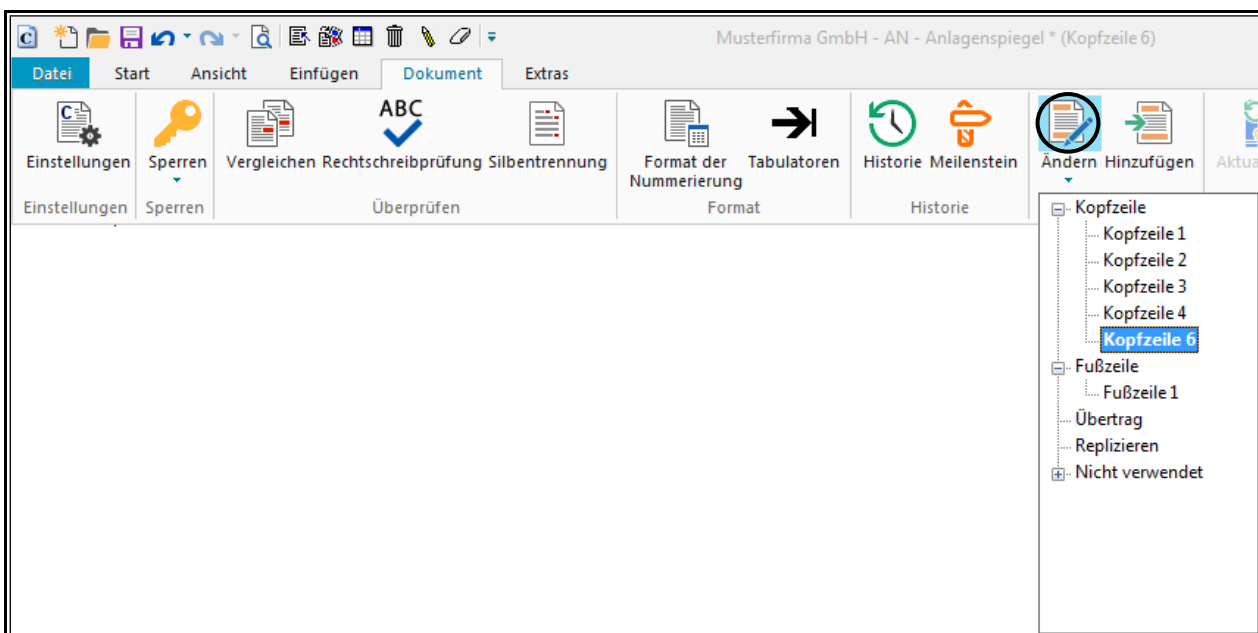 Musterfirma GmbH - AN - Anlagenspiegel * (Kopfzeile 6)
Datei Start Ansicht Einfügen Dokument Extras
ABC
Einstellungen Sperren Vergleichen Rechtschreibprüfung Silbentrennung Format der Tabulatoren Historie Meilenstein Ändern Hinzufügen
Nummerierung
Einstellungen Sperren Überprüfen Format Historie
Kopfzeile
Kopfzeile 1
Kopfzeile 2
Kopfzeile 3
Kopfzeile 4
Kopfzeile 6
Fußzeile
Fußzeile 1
Übertrag
Replizieren
Nicht verwendet